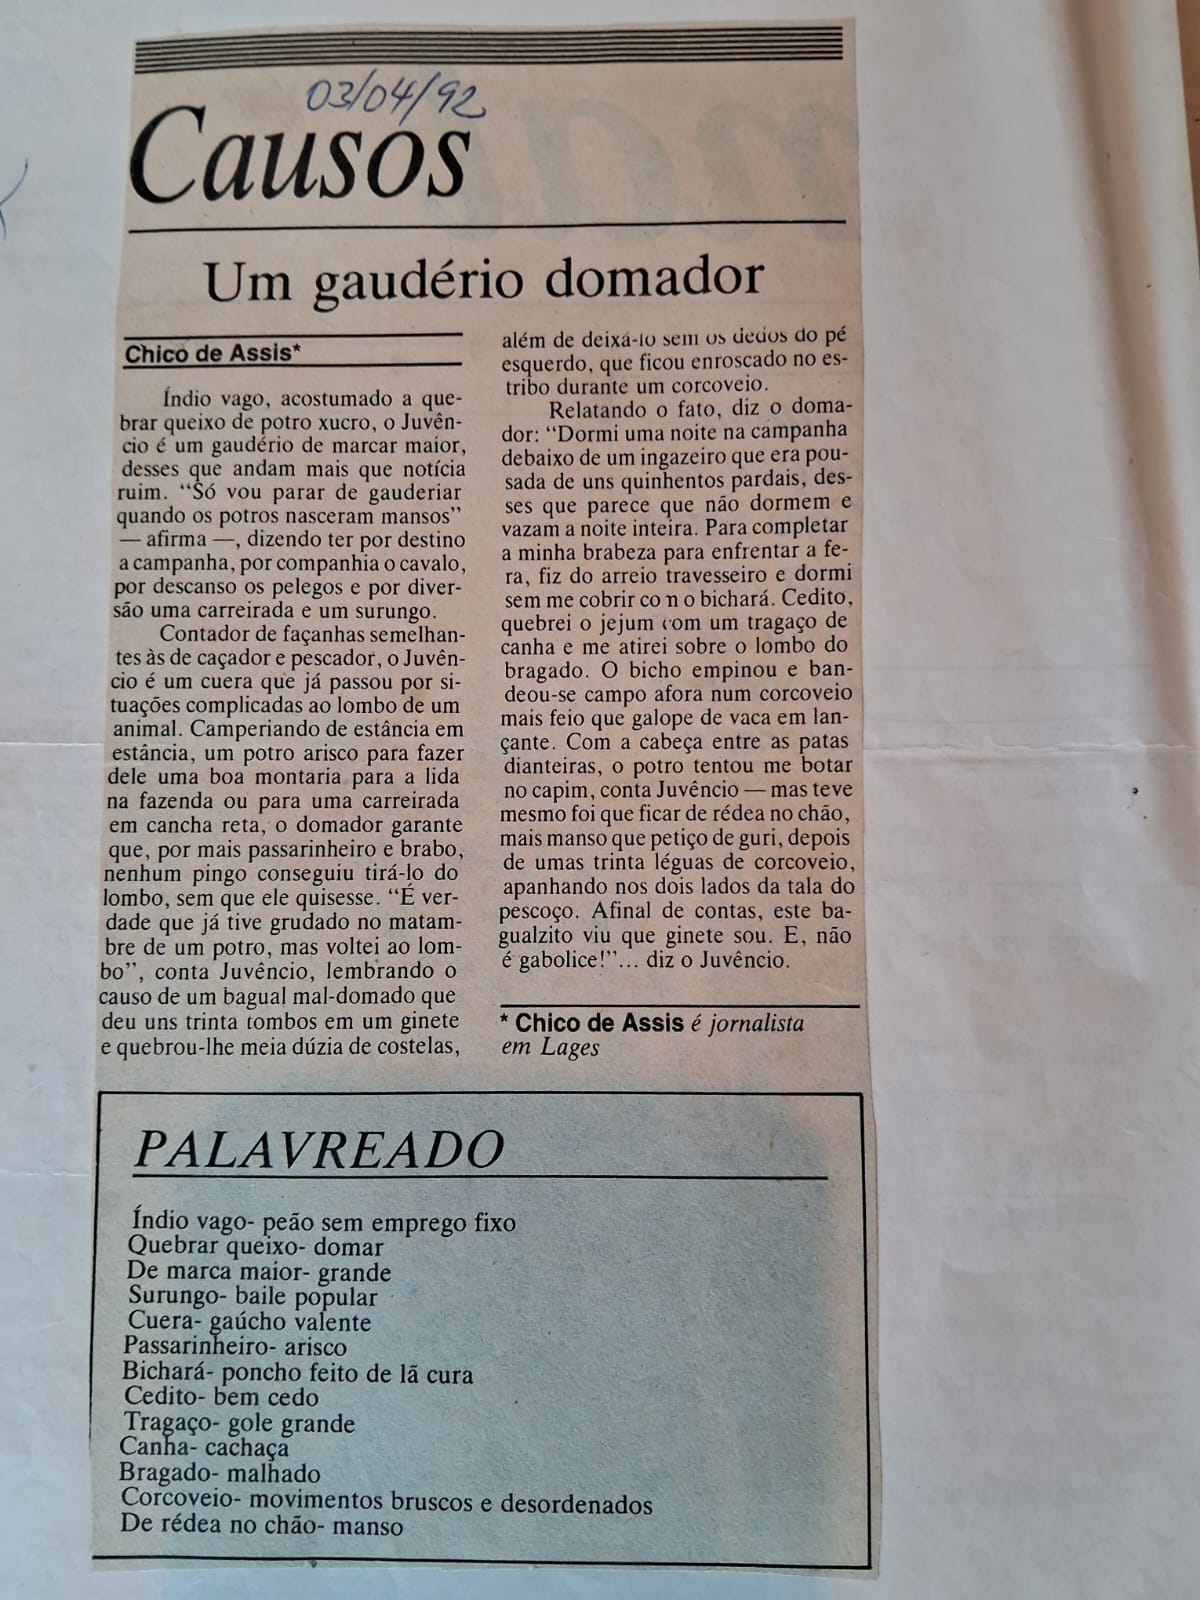 03/04/92
Causos
Um gaudério domador
Chico de Assis*
Índio vago, acostumado a que-
brar queixo de potro xucro, o Juvên-
cio é um gaudério de marcar maior,
desses que andam mais que notícia
ruim. “Só vou parar de gauderiar
quando os potros nasceram mansos”
— afirma —, dizendo ter por destino
a campanha, por companhia o cavalo,
por descanso os pelegos e por diver-
são uma carreirada e um surungo.
Contador de façanhas semelhan-
tes às de caçador e pescador, o Juvên-
cio é um cuera que já passou por si-
tuações complicadas ao lombo de um
animal. Camperiando de estância em
estância, um potro arisco para fazer
dele uma boa montaria para a lida
na fazenda ou para uma carreirada
em cancha reta, o domador garante
que, por mais passarinheiro e brabo,
nenhum pingo conseguiu tirá-lo do
lombo, sem que ele quisesse. “É ver-
dade que já tive grudado no matam-
bre de um potro, mas voltei ao lom-
bo”, conta Juvêncio, lembrando o
causo de um bagual mal-domado que
deu uns trinta tombos em um ginete
e quebrou-lhe meia dúzia de costelas,
além de deixá-lo sem os dedos do pé
esquerdo, que ficou enroscado no es-
tribo durante um corcoveio.
Relatando o fato, diz o doma-
dor: “Dormi uma noite na campanha
debaixo de um ingazeiro que era pou-
sada de uns quinhentos pardais, des-
ses que parece que não dormem e
vazam a noite inteira. Para completar
a minha brabeza para enfrentar a fe-
ra, fiz do arreio travesseiro e dormi
sem me cobrir com o bichará. Cedito,
quebrei o jejum com um tragaço de
canha e me atirei sobre o lombo do
bragado. O bicho empinou e ban-
deou-se campo afora num corcoveio
mais feio que galope de vaca em lan-
çante. Com a cabeça entre as patas
dianteiras, o potro tentou me botar
no capim, conta Juvêncio — mas teve
mesmo foi que ficar de rédea no chão,
mais manso que petiço de guri, depois
de umas trinta léguas de corcoveio,
apanhando nos dois lados da tala do
pescoço. Afinal de contas, este ba-
gualzito viu que ginete sou. E, não
é gabolice!”... diz o Juvêncio.
* Chico de Assis é jornalista
em Lages
PALAVREADO
Índio vago- peão sem emprego fixo
Quebrar queixo- domar
De marca maior- grande
Surungo- baile popular
Cuera- gaúcho valente
Passarinheiro- arisco
Bichará- poncho feito de lã cura
Cedito- bem cedo
Tragaço- gole grande
Canha- cachaça
Bragado- malhado
Corcoveio- movimentos bruscos e desordenados
De rédea no chão- manso